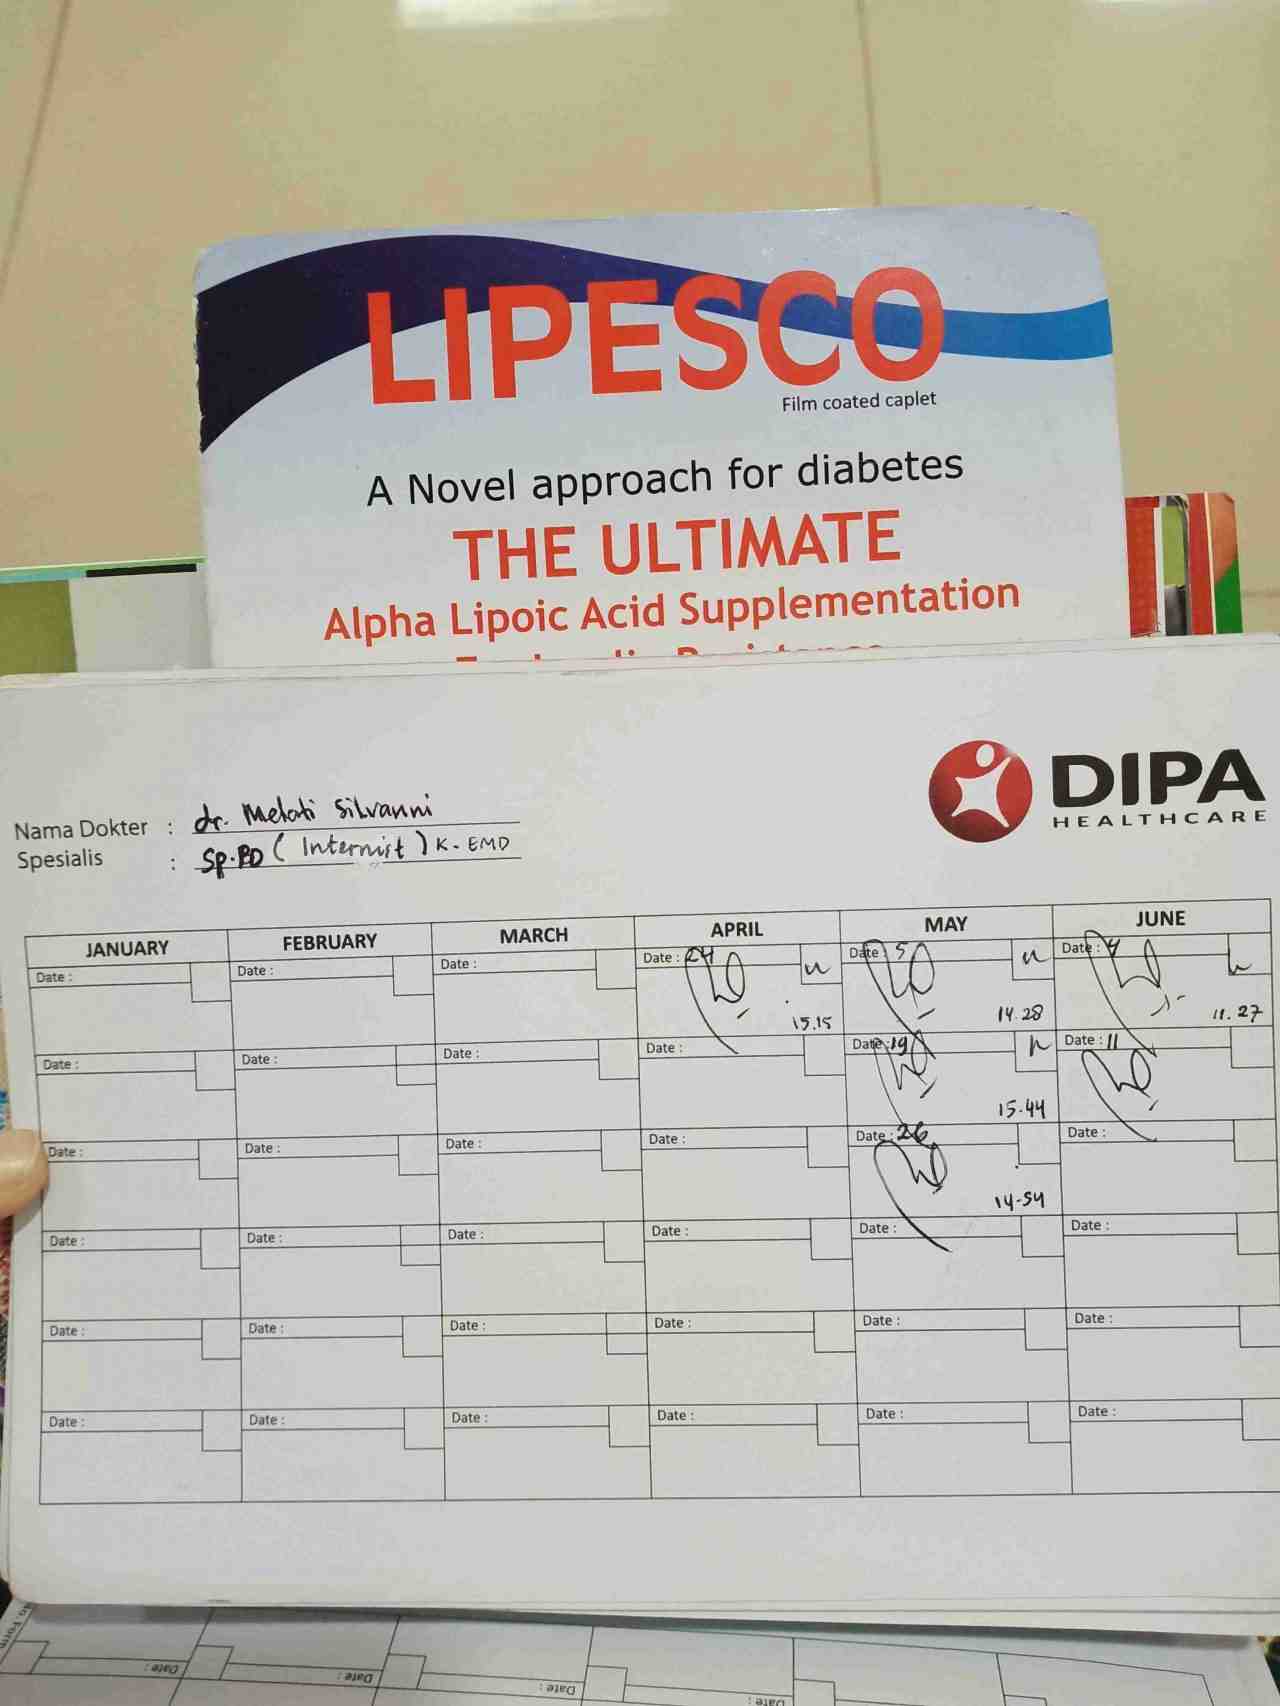 LIPESCO
Film coated caplet
A Novel approach for diabetes
THE ULTIMATE
Alpha Lipoic Acid Supplementation
DIPA
HEALTHCARE
Nama Dokter : dr. Melati Silvanni
Spesialis : Sp.PD (Internist) K-EMD
JANUARY FEBRUARY MARCH APRIL MAY JUNE
Date : Date : Date : Date : 24 Date : 5 Date : 4
15.15 14.28 11.27
Date : Date : Date : Date : Date : 19 Date : 11
15.44
Date : Date : Date : Date : Date : 26 Date :
14-54
Date : Date : Date : Date : Date : Date :
Date : Date : Date : Date : Date : Date :
Date : Date : Date : Date : Date : Date :
Date : Date : Date : Date :